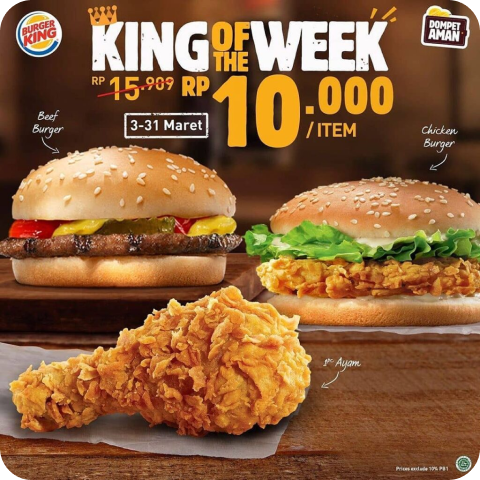 BURGER
KING
KING OF THE WEEK
DOMPET
AMAN
RP 15.909 RP 10.000
/ITEM
3-31 Maret
Beef
Burger
Chicken
Burger
1pc Ayam
Prices exclude 10% PB1